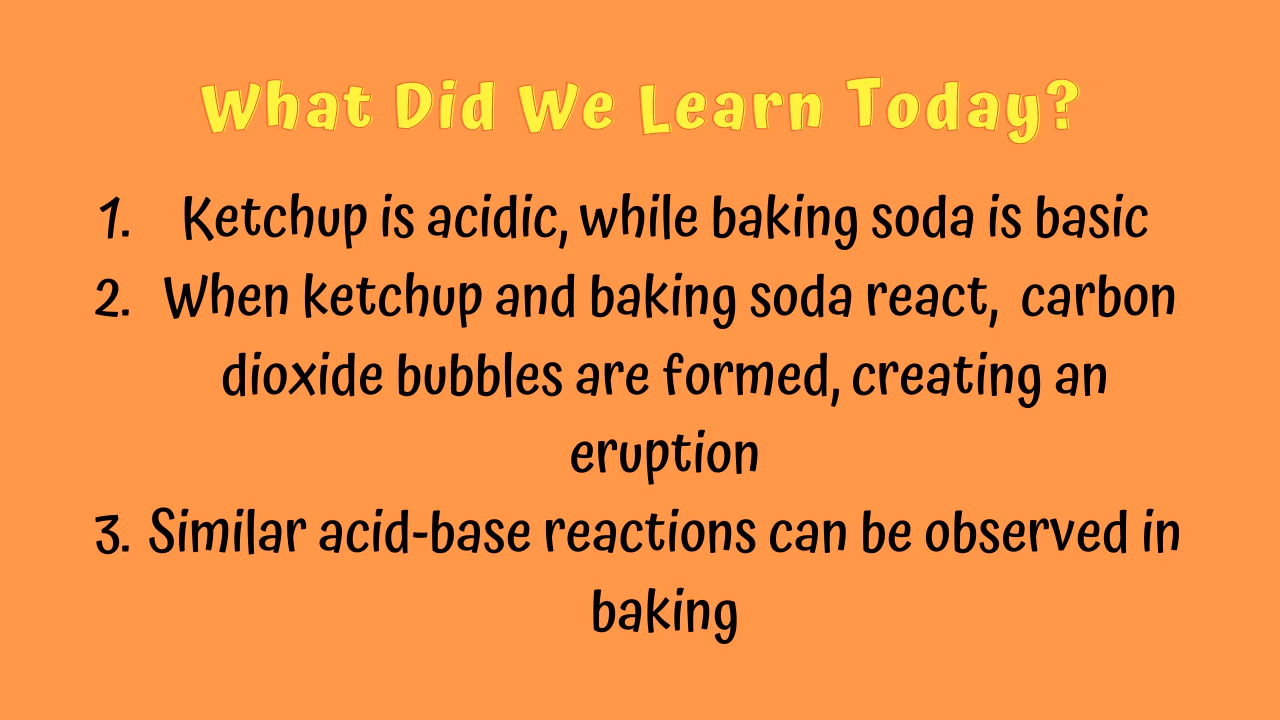 What Did We Learn Today?
1. Ketchup is acidic, while baking soda is basic
2. When ketchup and baking soda react, carbon
dioxide bubbles are formed, creating an
eruption
3. Similar acid-base reactions can be observed in
baking